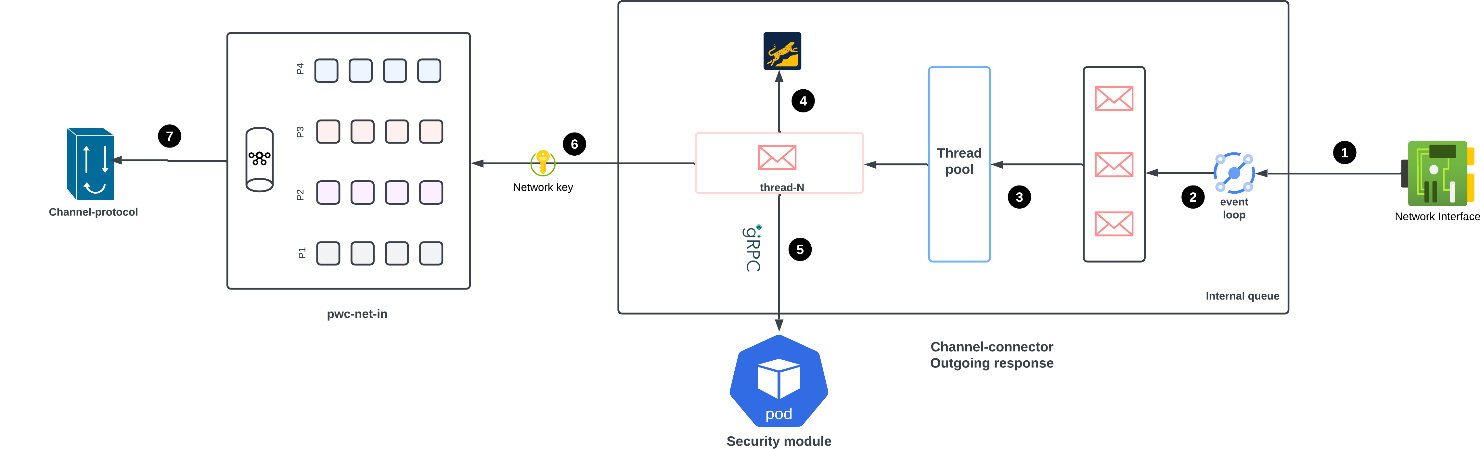 P4
P3
P2
P1
pwc-net-in
7
Channel-protocol
6
Network key
4
thread-N
gRPC
5
pod
Security module
Thread
pool
3
2
event
loop
1
Network Interface
Internal queue
Channel-connector
Outgoing response